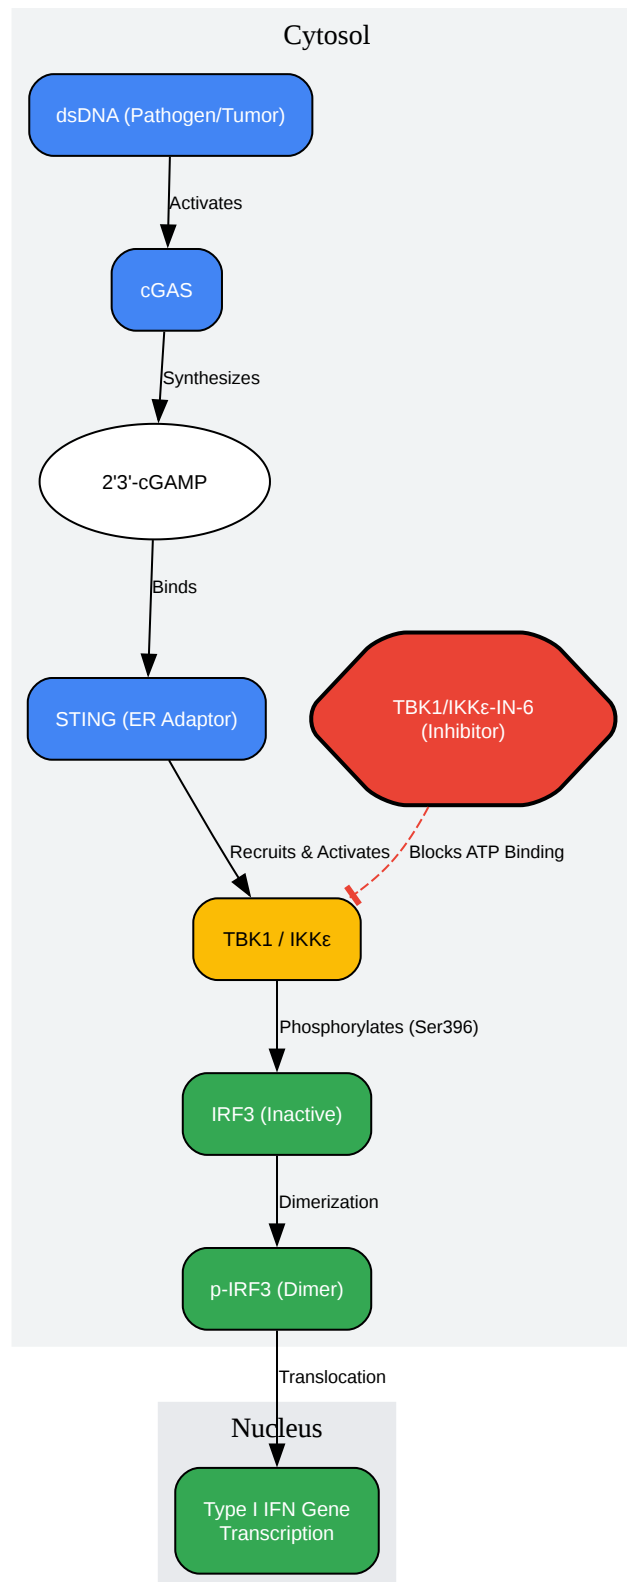 Cytosol
dsDNA (Pathogen/Tumor)
Activates
cGAS
Synthesizes
2'3'-cGAMP
Binds
STING (ER Adaptor)
TBK1/IKKε-IN-6
(Inhibitor)
Recruits & Activates
Blocks ATP Binding
TBK1 / IKKε
Phosphorylates (Ser396)
IRF3 (Inactive)
Dimerization
p-IRF3 (Dimer)
Translocation
Nucleus
Type I IFN Gene
Transcription